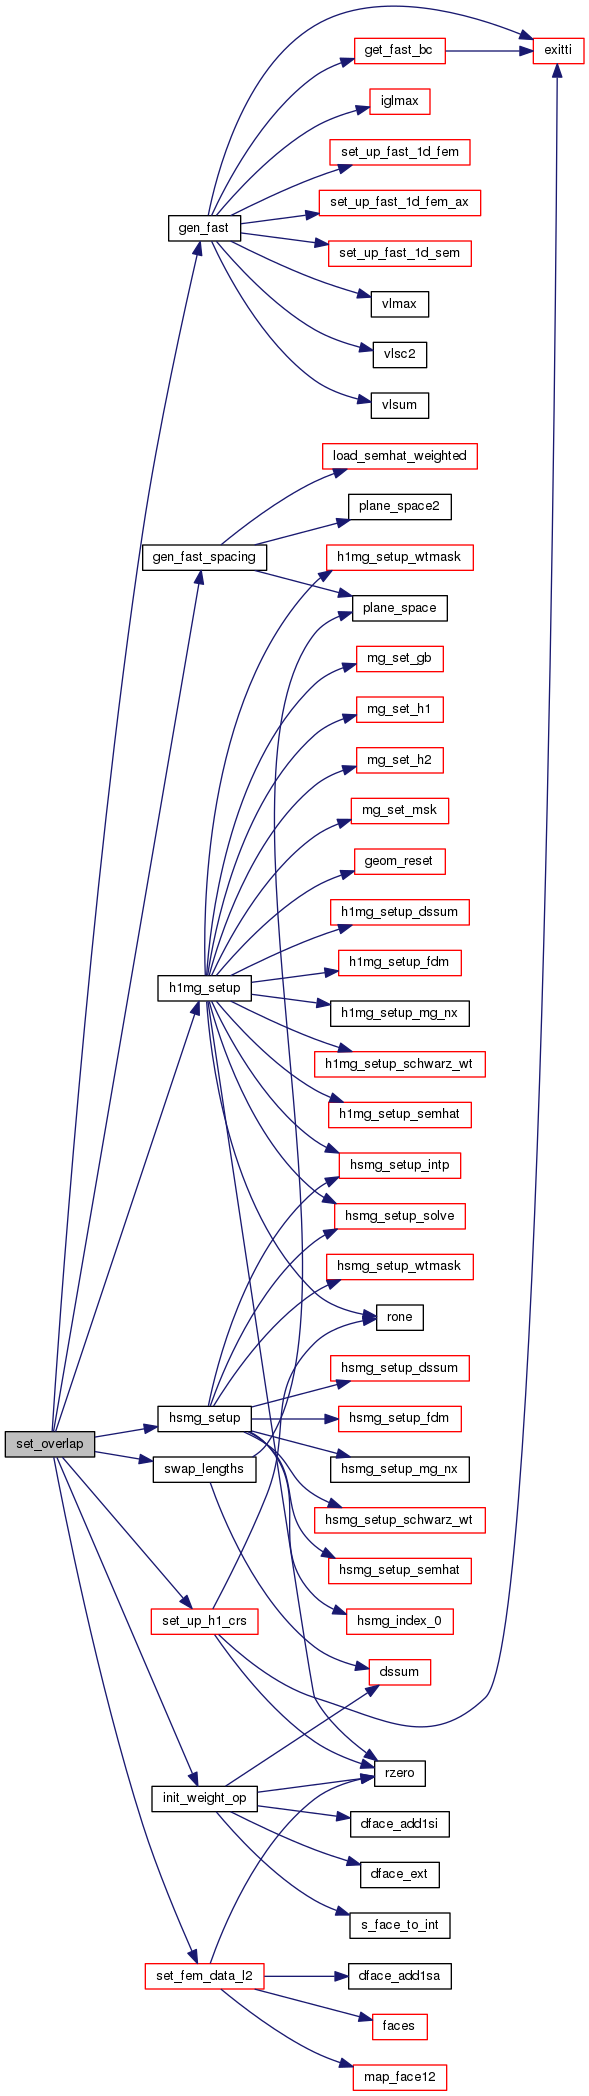 get_fast_bc
exitti
iglmax
set_up_fast_1d_fem
set_up_fast_1d_fem_ax
gen_fast
set_up_fast_1d_sem
vlmax
vlsc2
vlsum
load_semhat_weighted
plane_space2
gen_fast_spacing
h1mg_setup_wtmask
plane_space
mg_set_gb
mg_set_h1
mg_set_h2
mg_set_msk
geom_reset
h1mg_setup_dssum
h1mg_setup_fdm
h1mg_setup
h1mg_setup_mg_nx
h1mg_setup_schwarz_wt
h1mg_setup_semhat
hsmg_setup_intp
hsmg_setup_solve
hsmg_setup_wtmask
rone
hsmg_setup_dssum
hsmg_setup
hsmg_setup_fdm
set_overlap
swap_lengths
hsmg_setup_mg_nx
hsmg_setup_schwarz_wt
hsmg_setup_semhat
set_up_h1_crs
hsmg_index_0
dssum
rzero
init_weight_op
dface_add1si
dface_ext
s_face_to_int
set_fem_data_l2
dface_add1sa
faces
map_face12